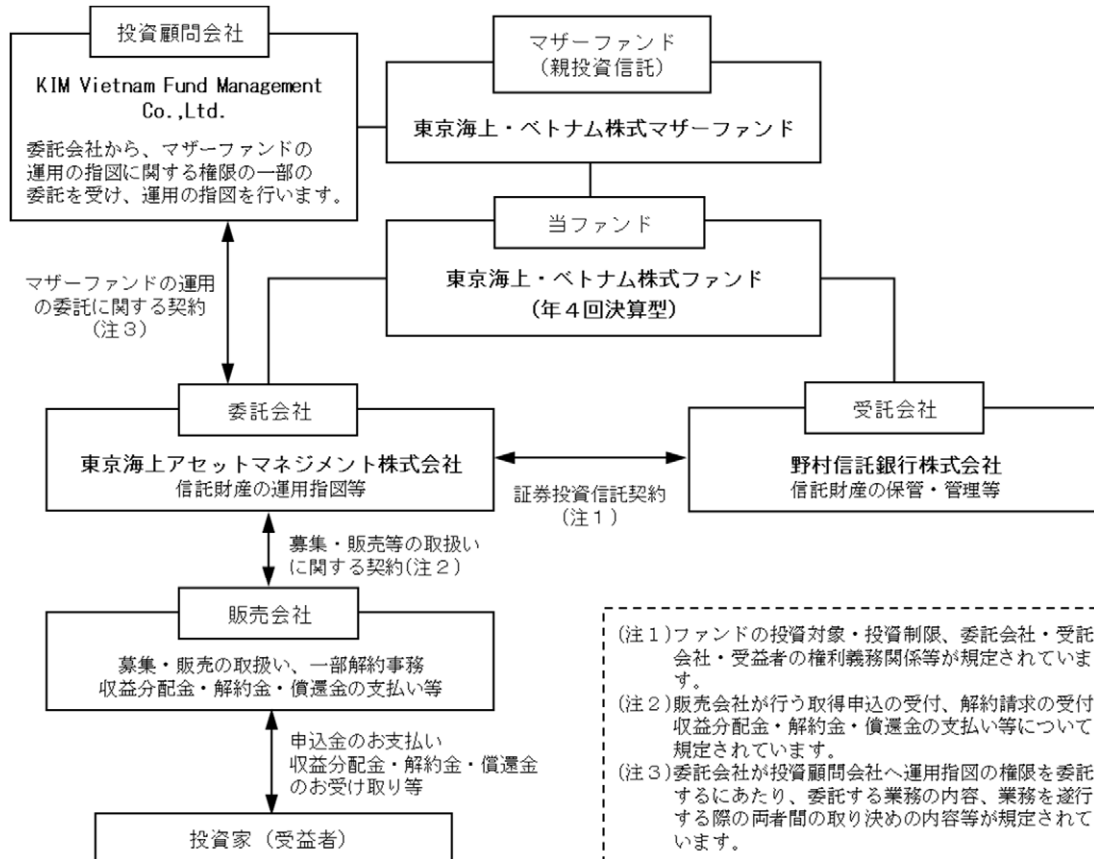 投資顧問会社
KIM Vietnam Fund Management
Co.,Ltd.
委託会社から、マザーファンドの
運用の指図に関する権限の一部の
委託を受け、運用の指図を行います。
マザーファンド
(親投資信託)
東京海上・ベトナム株式マザーファンド
当ファンド
東京海上・ベトナム株式ファンド
(年4回決算型)
マザーファンドの運用
の委託に関する契約
(注3)
委託会社
東京海上アセットマネジメント株式会社
信託財産の運用指図等
証券投資信託契約
(注1)
受託会社
野村信託銀行株式会社
信託財産の保管・管理等
募集・販売等の取扱い
に関する契約(注2)
販売会社
募集・販売の取扱い、一部解約事務
収益分配金・解約金・償還金の支払い等
申込金のお支払い
収益分配金・解約金・償還金
のお受け取り等
投資家(受益者)
(注1)ファンドの投資対象・投資制限、委託会社・受託
会社・受益者の権利義務関係等が規定されていま
す。
(注2)販売会社が行う取得申込の受付、解約請求の受付
収益分配金・解約金・償還金の支払い等について
規定されています。
(注3)委託会社が投資顧問会社へ運用指図の権限を委託
するにあたり、委託する業務の内容、業務を遂行
する際の両者間の取り決めの内容等が規定されて
います。